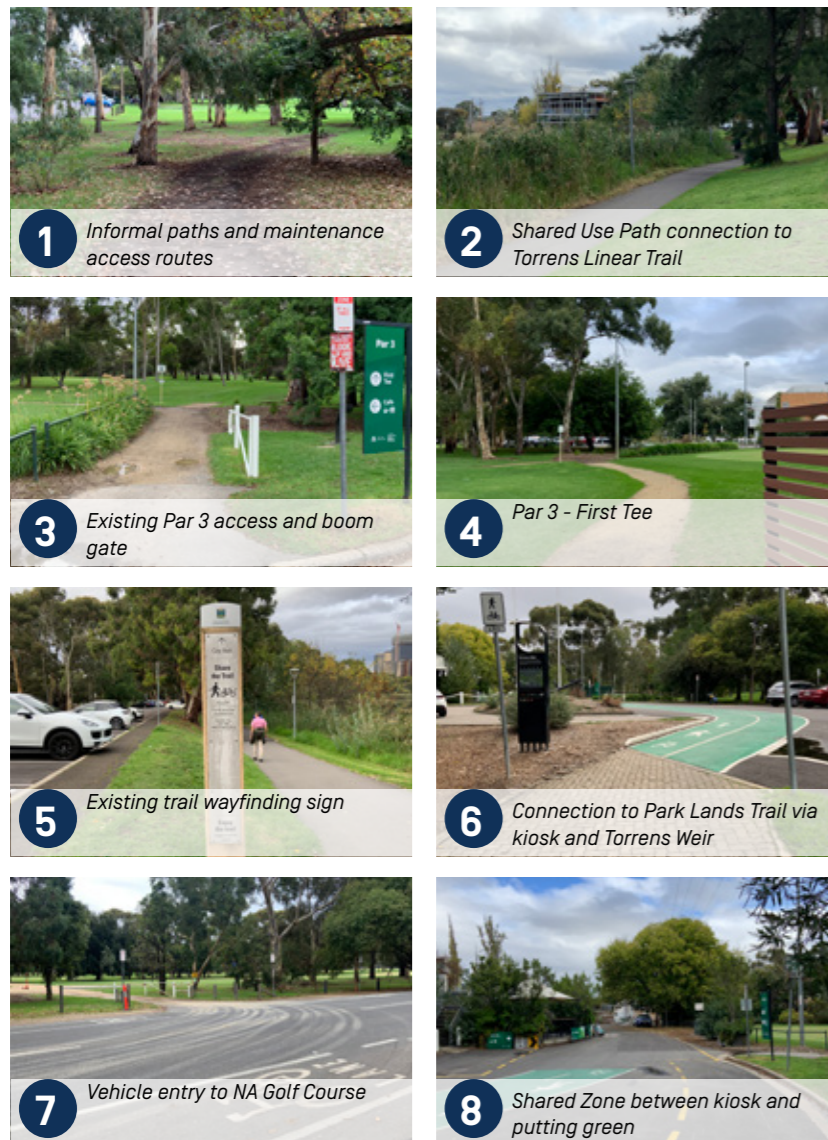 1
Informal paths and maintenance
access routes
2
Shared Use Path connection to
Torrens Linear Trail
Par 3
First
Tee
3
Existing Par 3 access and boom
gate
4
Par 3 - First Tee
Share
the Trail
5
Existing trail wayfinding sign
6
Connection to Park Lands Trail via
kiosk and Torrens Weir
7
Vehicle entry to NA Golf Course
8
Shared Zone between kiosk and
putting green